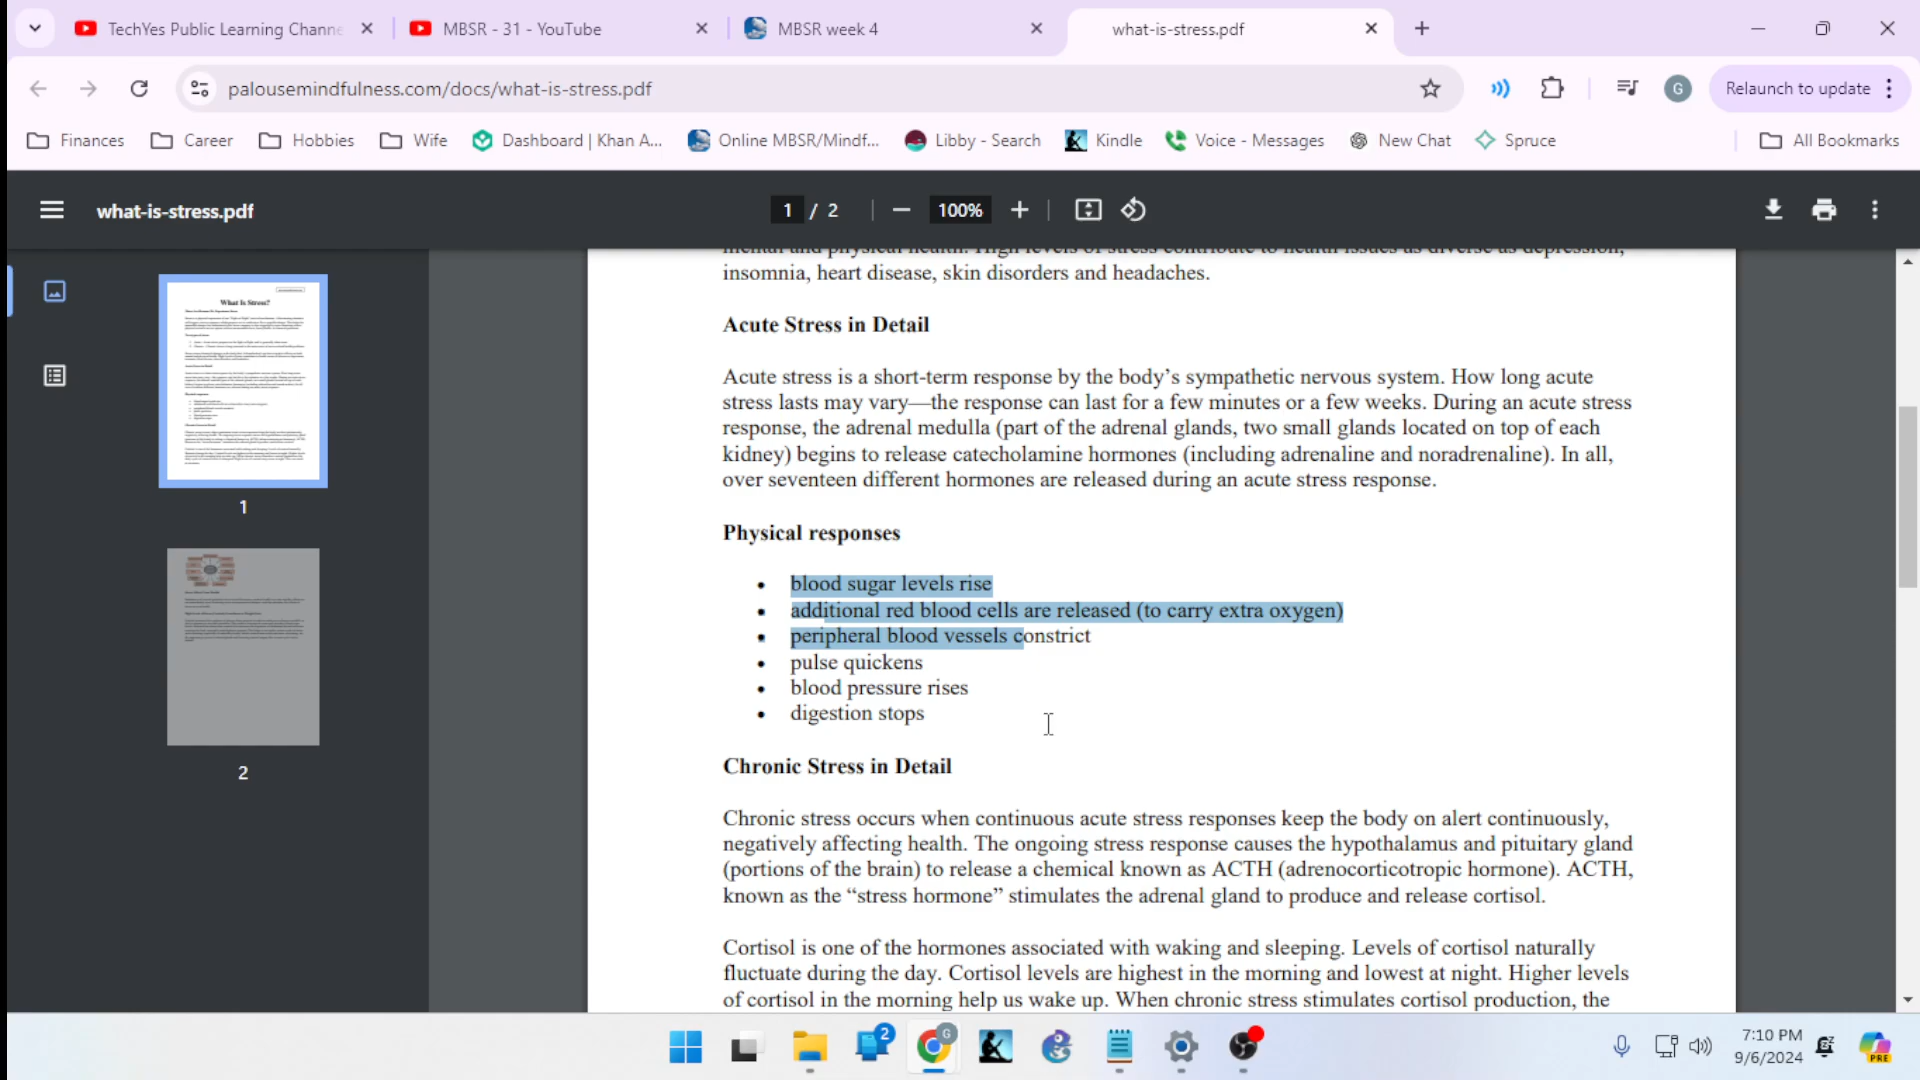 TechYes Public Learning Channe
MBSR - 31 - YouTube
MBSR week 4
what-is-stress.pdf
palousemindfulness.com/docs/what-is-stress.pdf
G
Relaunch to update
Finances
Career
Hobbies
Wife
Dashboard | Khan A...
Online MBSR/Mindf...
Libby - Search
Kindle
Voice - Messages
New Chat
Spruce
All Bookmarks
what-is-stress.pdf
1 / 2
100%
What Is Stress?
1
2
mental and physical health. High levels of stress contribute to health issues as diverse as depression,
insomnia, heart disease, skin disorders and headaches.
Acute Stress in Detail
Acute stress is a short-term response by the body’s sympathetic nervous system. How long acute
stress lasts may vary—the response can last for a few minutes or a few weeks. During an acute stress
response, the adrenal medulla (part of the adrenal glands, two small glands located on top of each
kidney) begins to release catecholamine hormones (including adrenaline and noradrenaline). In all,
over seventeen different hormones are released during an acute stress response.
Physical responses
• blood sugar levels rise
• additional red blood cells are released (to carry extra oxygen)
• peripheral blood vessels constrict
• pulse quickens
• blood pressure rises
• digestion stops
Chronic Stress in Detail
Chronic stress occurs when continuous acute stress responses keep the body on alert continuously,
negatively affecting health. The ongoing stress response causes the hypothalamus and pituitary gland
(portions of the brain) to release a chemical known as ACTH (adrenocorticotropic hormone). ACTH,
known as the “stress hormone” stimulates the adrenal gland to produce and release cortisol.
Cortisol is one of the hormones associated with waking and sleeping. Levels of cortisol naturally
fluctuate during the day. Cortisol levels are highest in the morning and lowest at night. Higher levels
of cortisol in the morning help us wake up. When chronic stress stimulates cortisol production, the
2
G
7:10 PM
9/6/2024
PRE